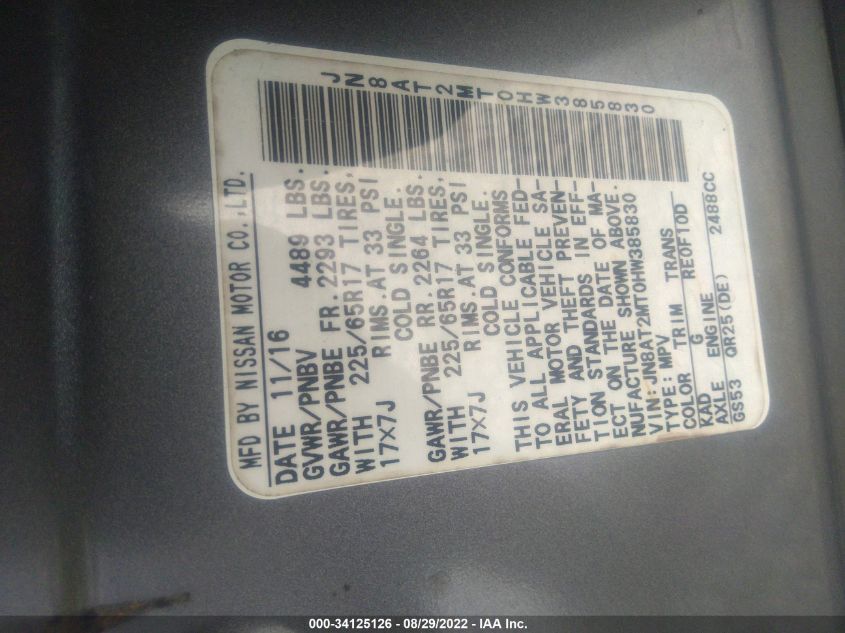 JN8AT2MT0HW385830
MFD BY NISSAN MOTOR CO.,LTD.
DATE 11/16
GVWR/PNBV 4489 LBS.
GAWR/PNBE FR. 2293 LBS.
WITH 225/65R17 TIRES,
17X7J RIMS. AT 33 PSI
COLD SINGLE.
GAWR/PNBE RR. 2264 LBS.
WITH 225/65R17 TIRES,
17X7J RIMS. AT 33 PSI
COLD SINGLE.
THIS VEHICLE CONFORMS
TO ALL APPLICABLE FED-
ERAL MOTOR VEHICLE SA-
FETY AND THEFT PREVEN-
TION STANDARDS IN EFF-
ECT ON THE DATE OF MA-
NUFACTURE SHOWN ABOVE.
VIN: JN8AT2MT0HW385830
TYPE: MPV
COLOR TRIM TRANS
KAD G RE0F10D
AXLE ENGINE
GS53 QR25(DE) 2488CC
000-34125126 - 08/29/2022 - IAA Inc.